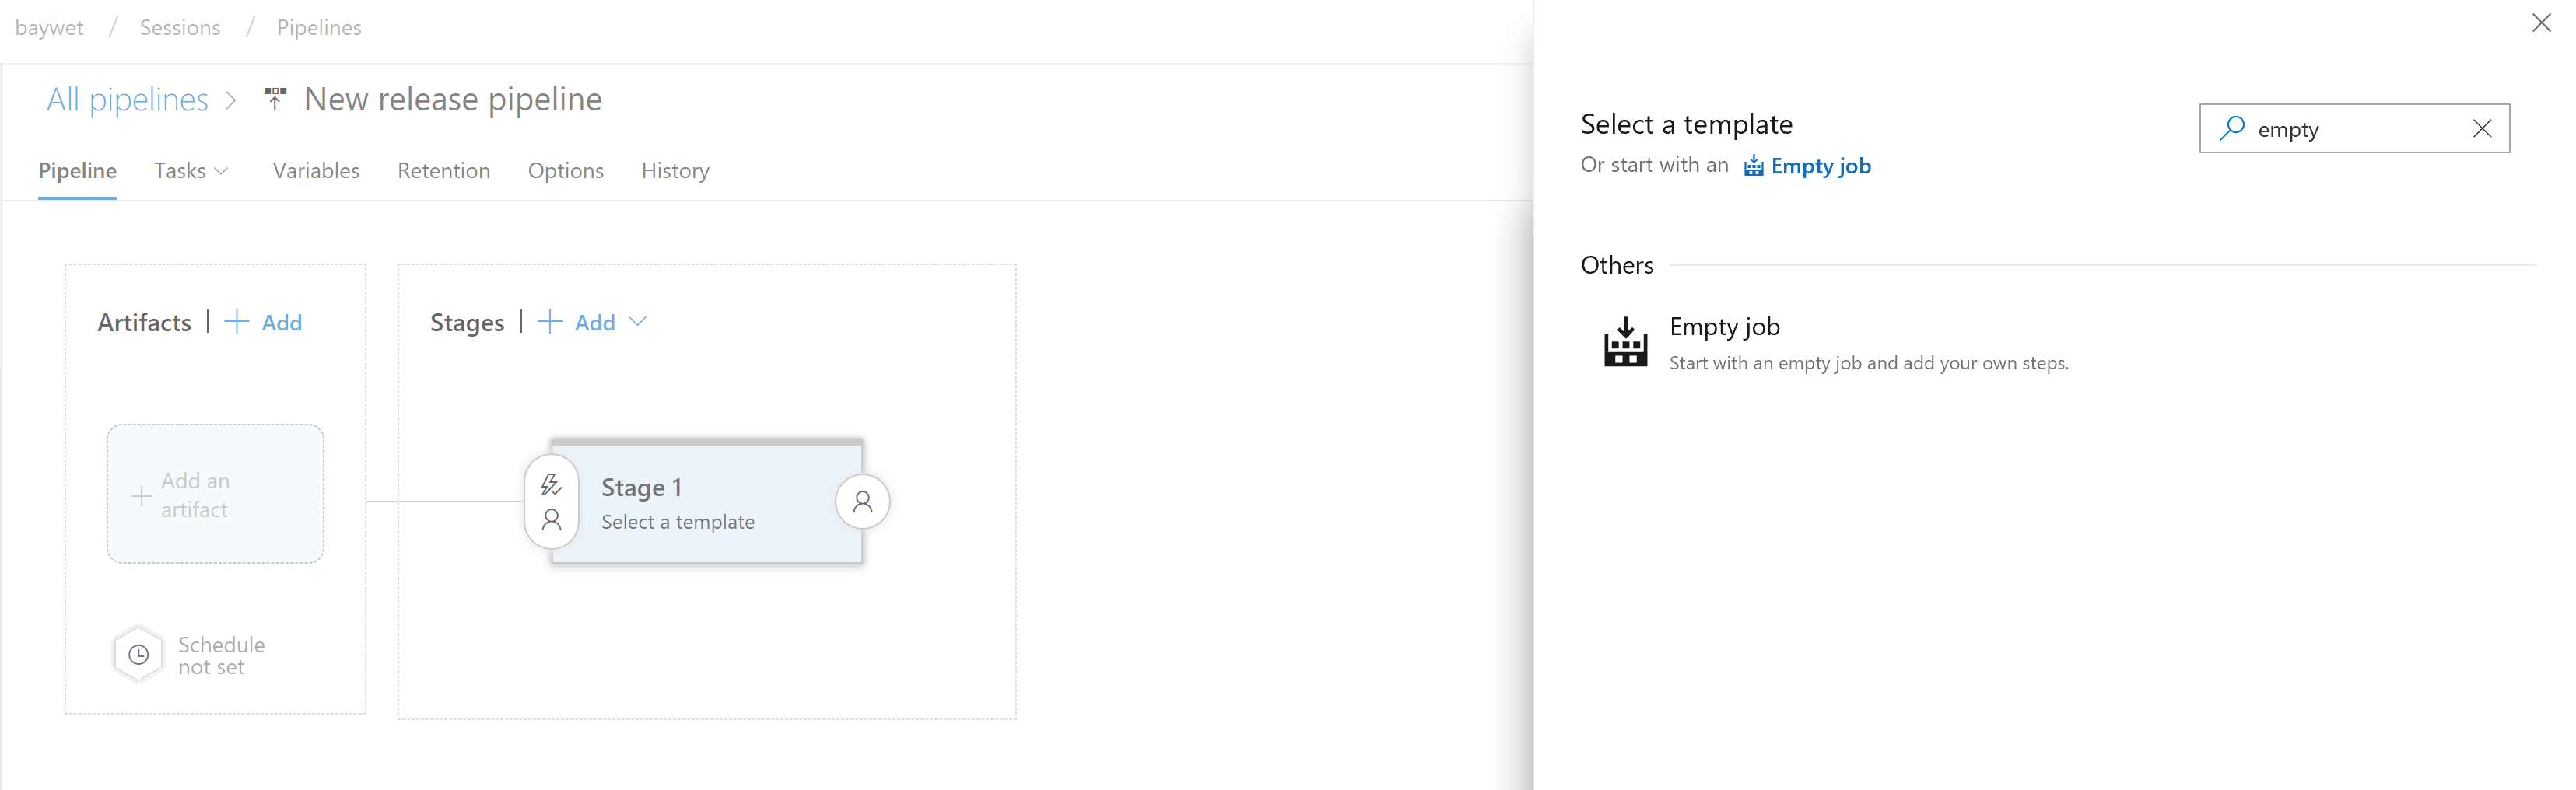 baywet / Sessions / Pipelines
All pipelines > New release pipeline
Pipeline Tasks Variables Retention Options History
Artifacts | + Add
Add an
artifact
Schedule
not set
Stages | + Add
Stage 1
Select a template
Select a template
Or start with an Empty job
empty
Others
Empty job
Start with an empty job and add your own steps.